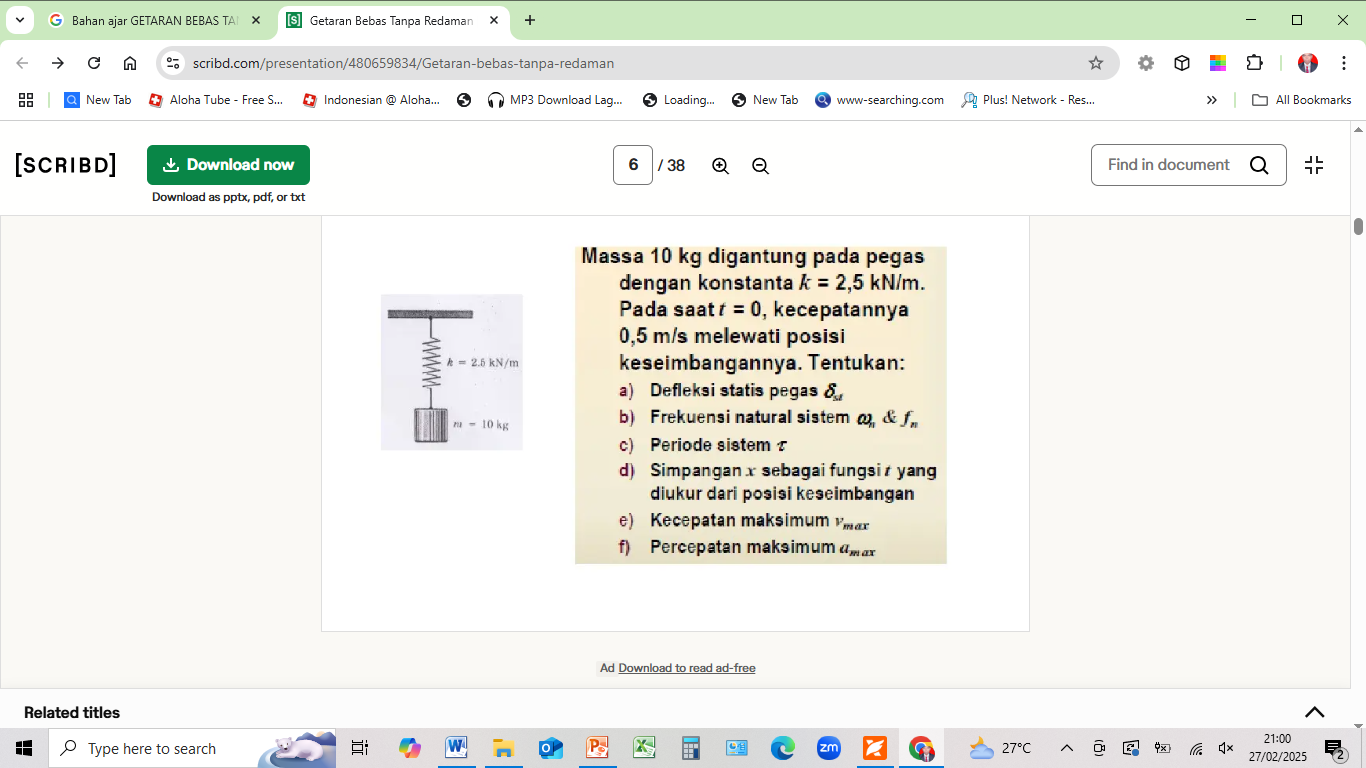 Bahan ajar GETARAN BEBAS TA
Getaran Bebas Tanpa Redaman
scribd.com/presentation/480659834/Getaran-bebas-tanpa-redaman
New Tab
Aloha Tube - Free S...
Indonesian @ Aloha...
MP3 Download Lag...
Loading...
New Tab
www-searching.com
Plus! Network - Res...
All Bookmarks
[SCRIBD]
Download now
6 / 38
Find in document
Download as pptx, pdf, or txt
Massa 10 kg digantung pada pegas
dengan konstanta k = 2,5 kN/m.
Pada saat t = 0, kecepatannya
0,5 m/s melewati posisi
keseimbangannya. Tentukan:
a) Defleksi statis pegas δst
b) Frekuensi natural sistem ωn & fn
c) Periode sistem τ
d) Simpangan x sebagai fungsi t yang
diukur dari posisi keseimbangan
e) Kecepatan maksimum vmax
f) Percepatan maksimum amax
k = 2.5 kN/m
m = 10 kg
Ad Download to read ad-free
Related titles
Type here to search
27°C
21:00
27/02/2025
2